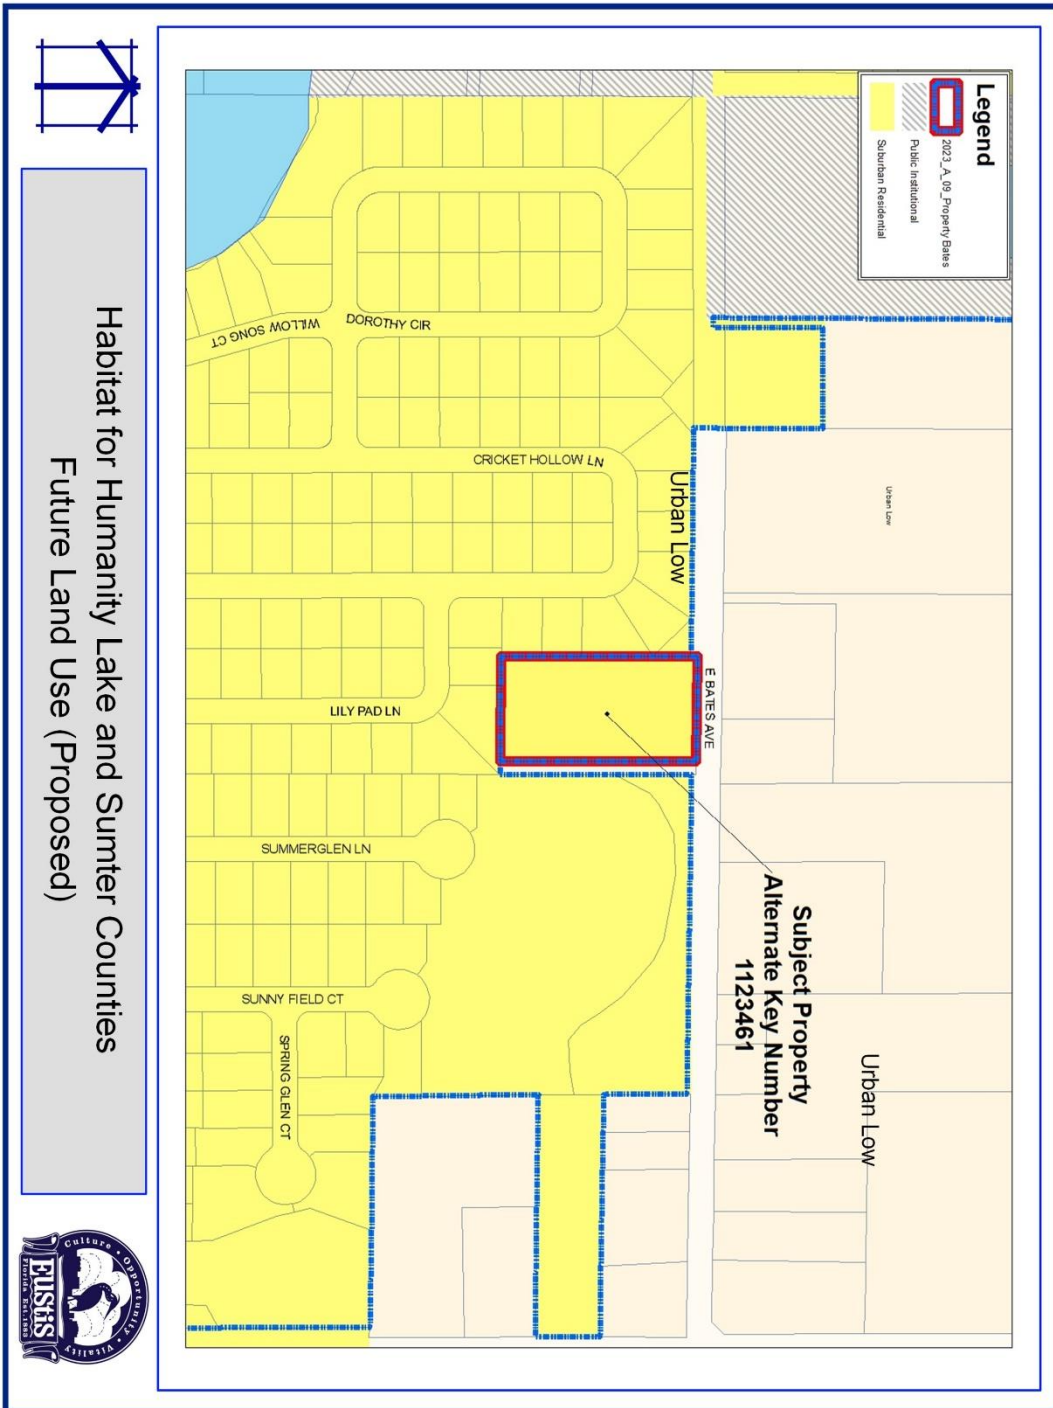 Legend
2023_A_09_Property Bates
Public Institutional
Suburban Residential
Urban Low
Urban Low
Urban Low
E BATES AVE
Subject Property
Alternate Key Number
1123461
DOROTHY CIR
WILLOW SONG CT
CRICKET HOLLOW LN
LILY PAD LN
SUMMERGLEN LN
SUNNY FIELD CT
SPRING GLEN CT
Habitat for Humanity Lake and Sumter Counties
Future Land Use (Proposed)
Culture • Opportunity • Vitality
EUSTIS
Florida Est.1883